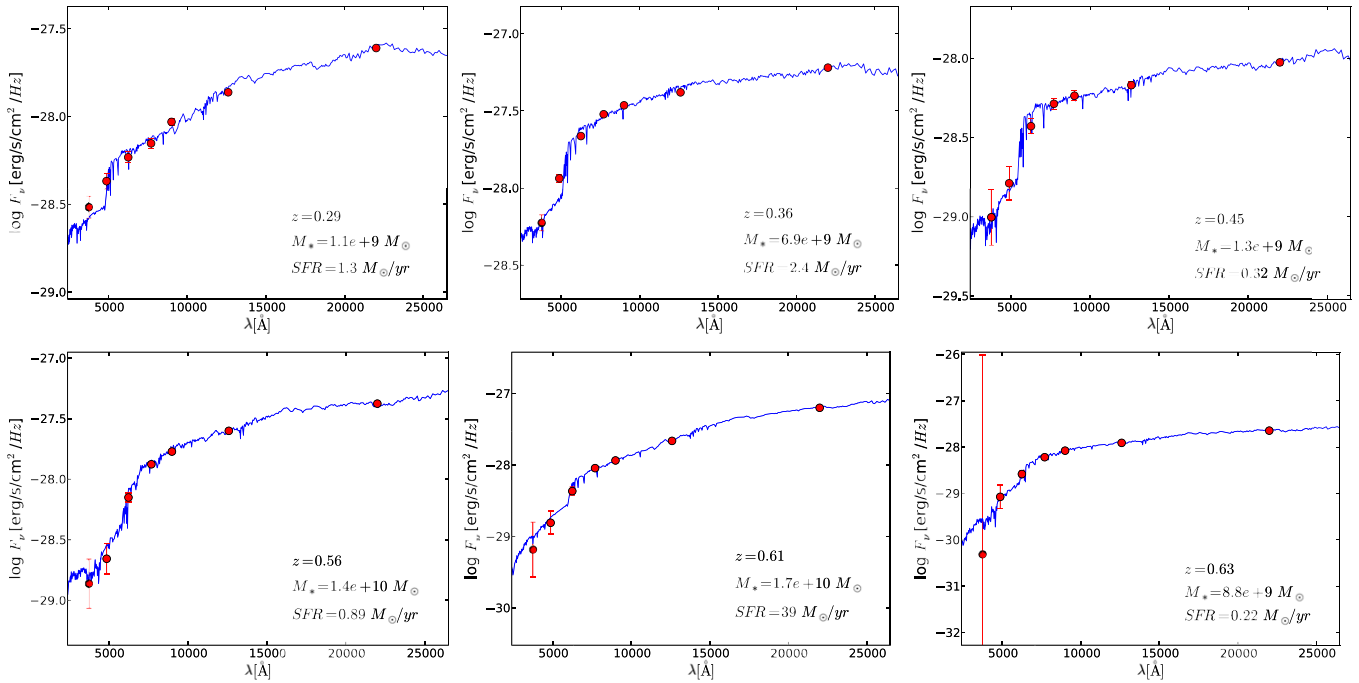 −27.5
−28.0
−28.5
−29.0
log F_ν [erg/s/cm² /Hz]
z=0.29
M_*=1.1e+9 M_⊙
SFR=1.3 M_⊙/yr
5000 10000 15000 20000 25000
λ[Å]
−27.0
−27.5
−28.0
−28.5
log F_ν [erg/s/cm² /Hz]
z=0.36
M_*=6.9e+9 M_⊙
SFR=2.4 M_⊙/yr
5000 10000 15000 20000 25000
λ[Å]
−28.0
−28.5
−29.0
−29.5
log F_ν [erg/s/cm² /Hz]
z=0.45
M_*=1.3e+9 M_⊙
SFR=0.32 M_⊙/yr
5000 10000 15000 20000 25000
λ[Å]
−27.0
−27.5
−28.0
−28.5
−29.0
log F_ν [erg/s/cm² /Hz]
z=0.56
M_*=1.4e+10 M_⊙
SFR=0.89 M_⊙/yr
5000 10000 15000 20000 25000
λ[Å]
−27
−28
−29
−30
log F_ν [erg/s/cm² /Hz]
z=0.61
M_*=1.7e+10 M_⊙
SFR=39 M_⊙/yr
5000 10000 15000 20000 25000
λ[Å]
−26
−27
−28
−29
−30
−31
−32
log F_ν [erg/s/cm² /Hz]
z=0.63
M_*=8.8e+9 M_⊙
SFR=0.22 M_⊙/yr
5000 10000 15000 20000 25000
λ[Å]